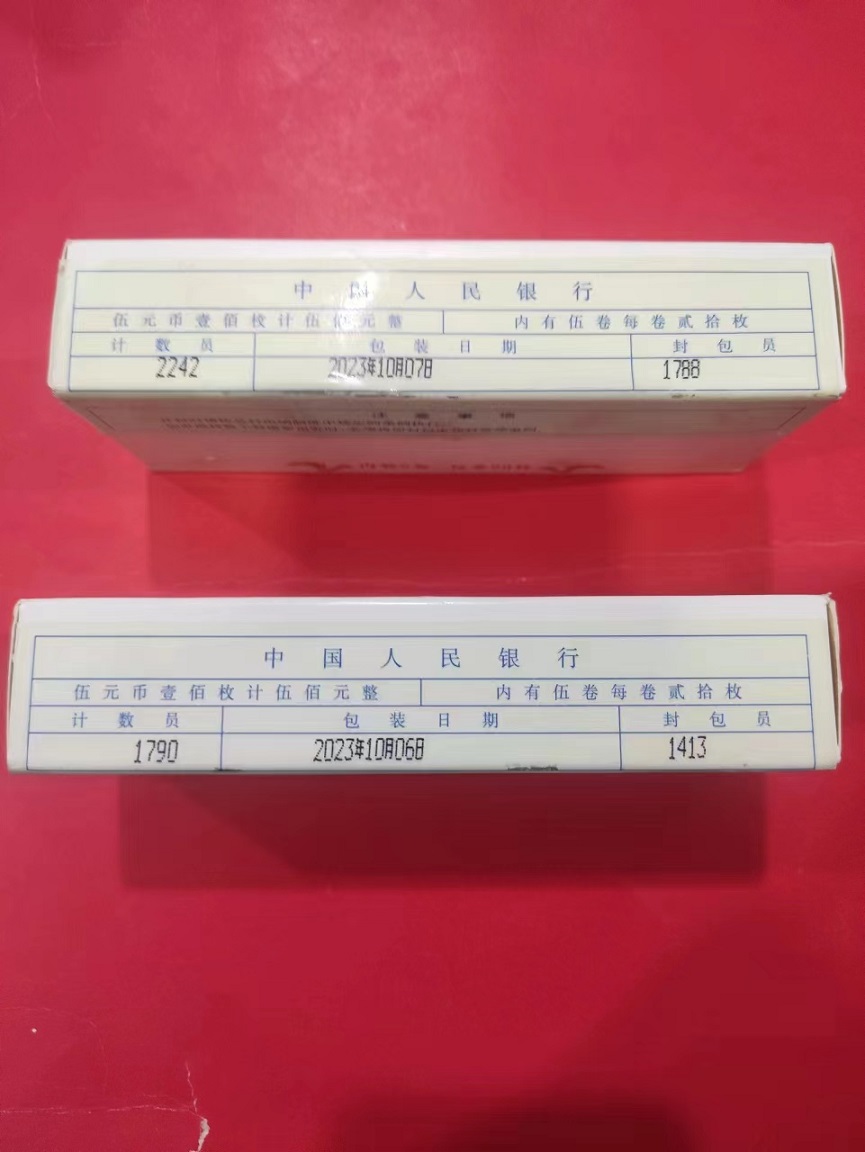 中国人民银行
伍元币壹佰枚计伍佰元整 内有伍卷每卷贰拾枚
计数员 包装日期 封包员
2242 2023年10月07日 1788
注意事项
中国人民银行
伍元币壹佰枚计伍佰元整 内有伍卷每卷贰拾枚
计数员 包装日期 封包员
1790 2023年10月06日 1413